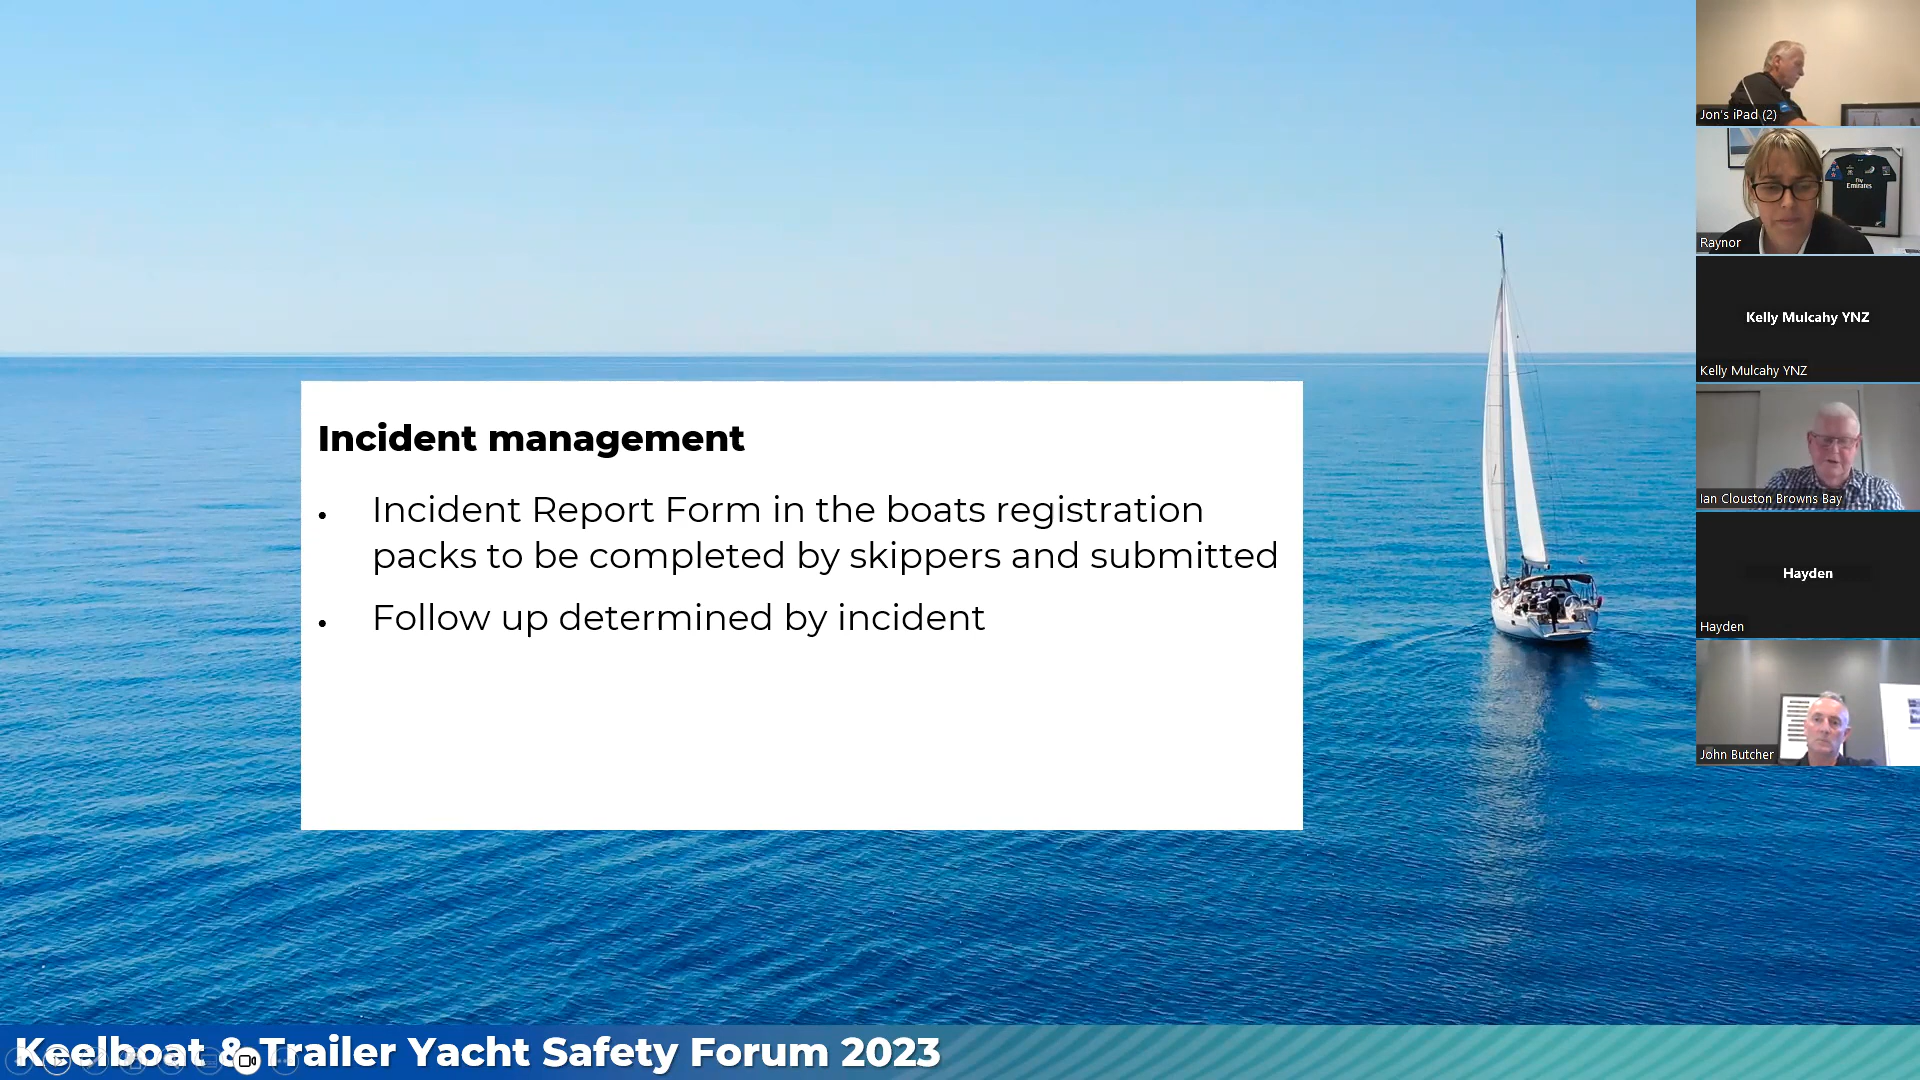 Incident management
• Incident Report Form in the boats registration
packs to be completed by skippers and submitted
• Follow up determined by incident
Keelboat & Trailer Yacht Safety Forum 2023
Jon's iPad (2)
Fly
Emirates
Raynor
Kelly Mulcahy YNZ
Kelly Mulcahy YNZ
Ian Clouston Browns Bay
Hayden
Hayden
John Butcher